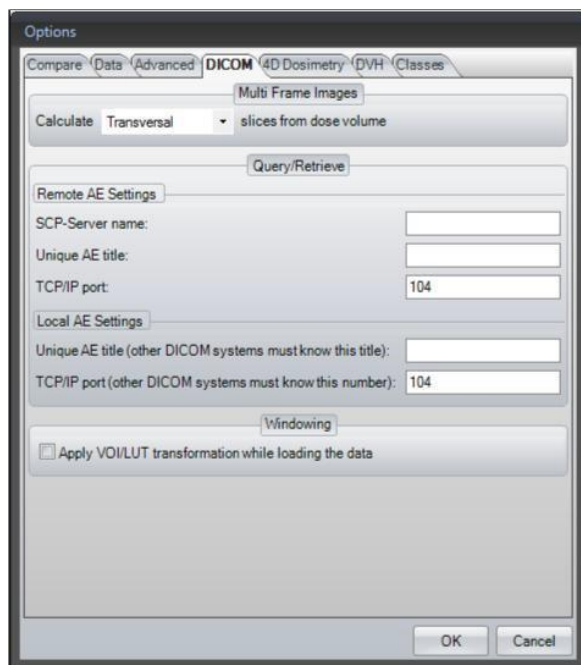 Options
Compare Data Advanced DICOM 4D Dosimetry DVH Classes
Multi Frame Images
Calculate Transversal slices from dose volume
Query/Retrieve
Remote AE Settings
SCP-Server name:
Unique AE title:
TCP/IP port: 104
Local AE Settings
Unique AE title (other DICOM systems must know this title):
TCP/IP port (other DICOM systems must know this number): 104
Windowing
Apply VOI/LUT transformation while loading the data
OK Cancel